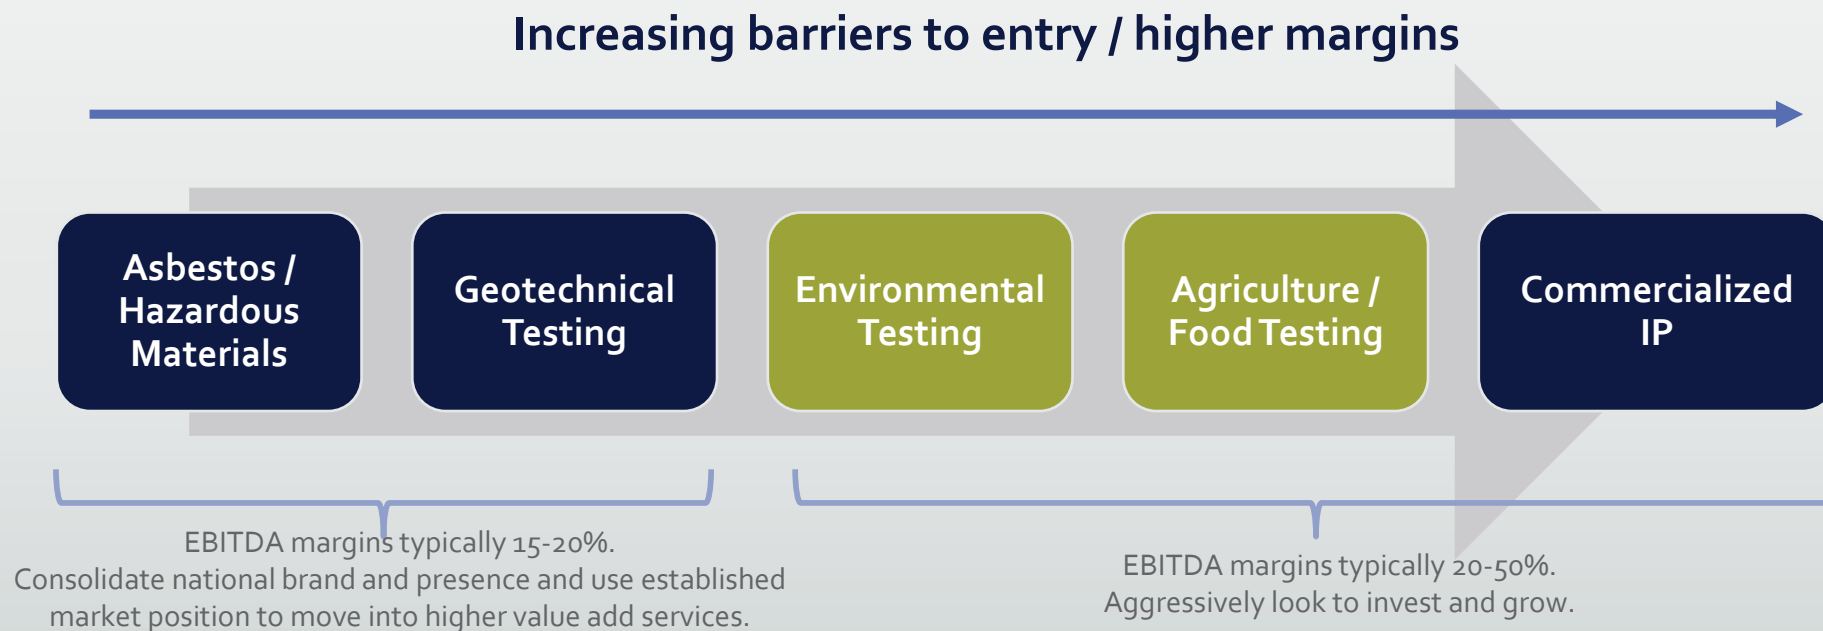 Increasing barriers to entry / higher margins
Asbestos /
Hazardous
Materials
Geotechnical
Testing
Environmental
Testing
Agriculture /
Food Testing
Commercialized
IP
EBITDA margins typically 15-20%.
Consolidate national brand and presence and use established
market position to move into higher value add services.
EBITDA margins typically 20-50%.
Aggressively look to invest and grow.